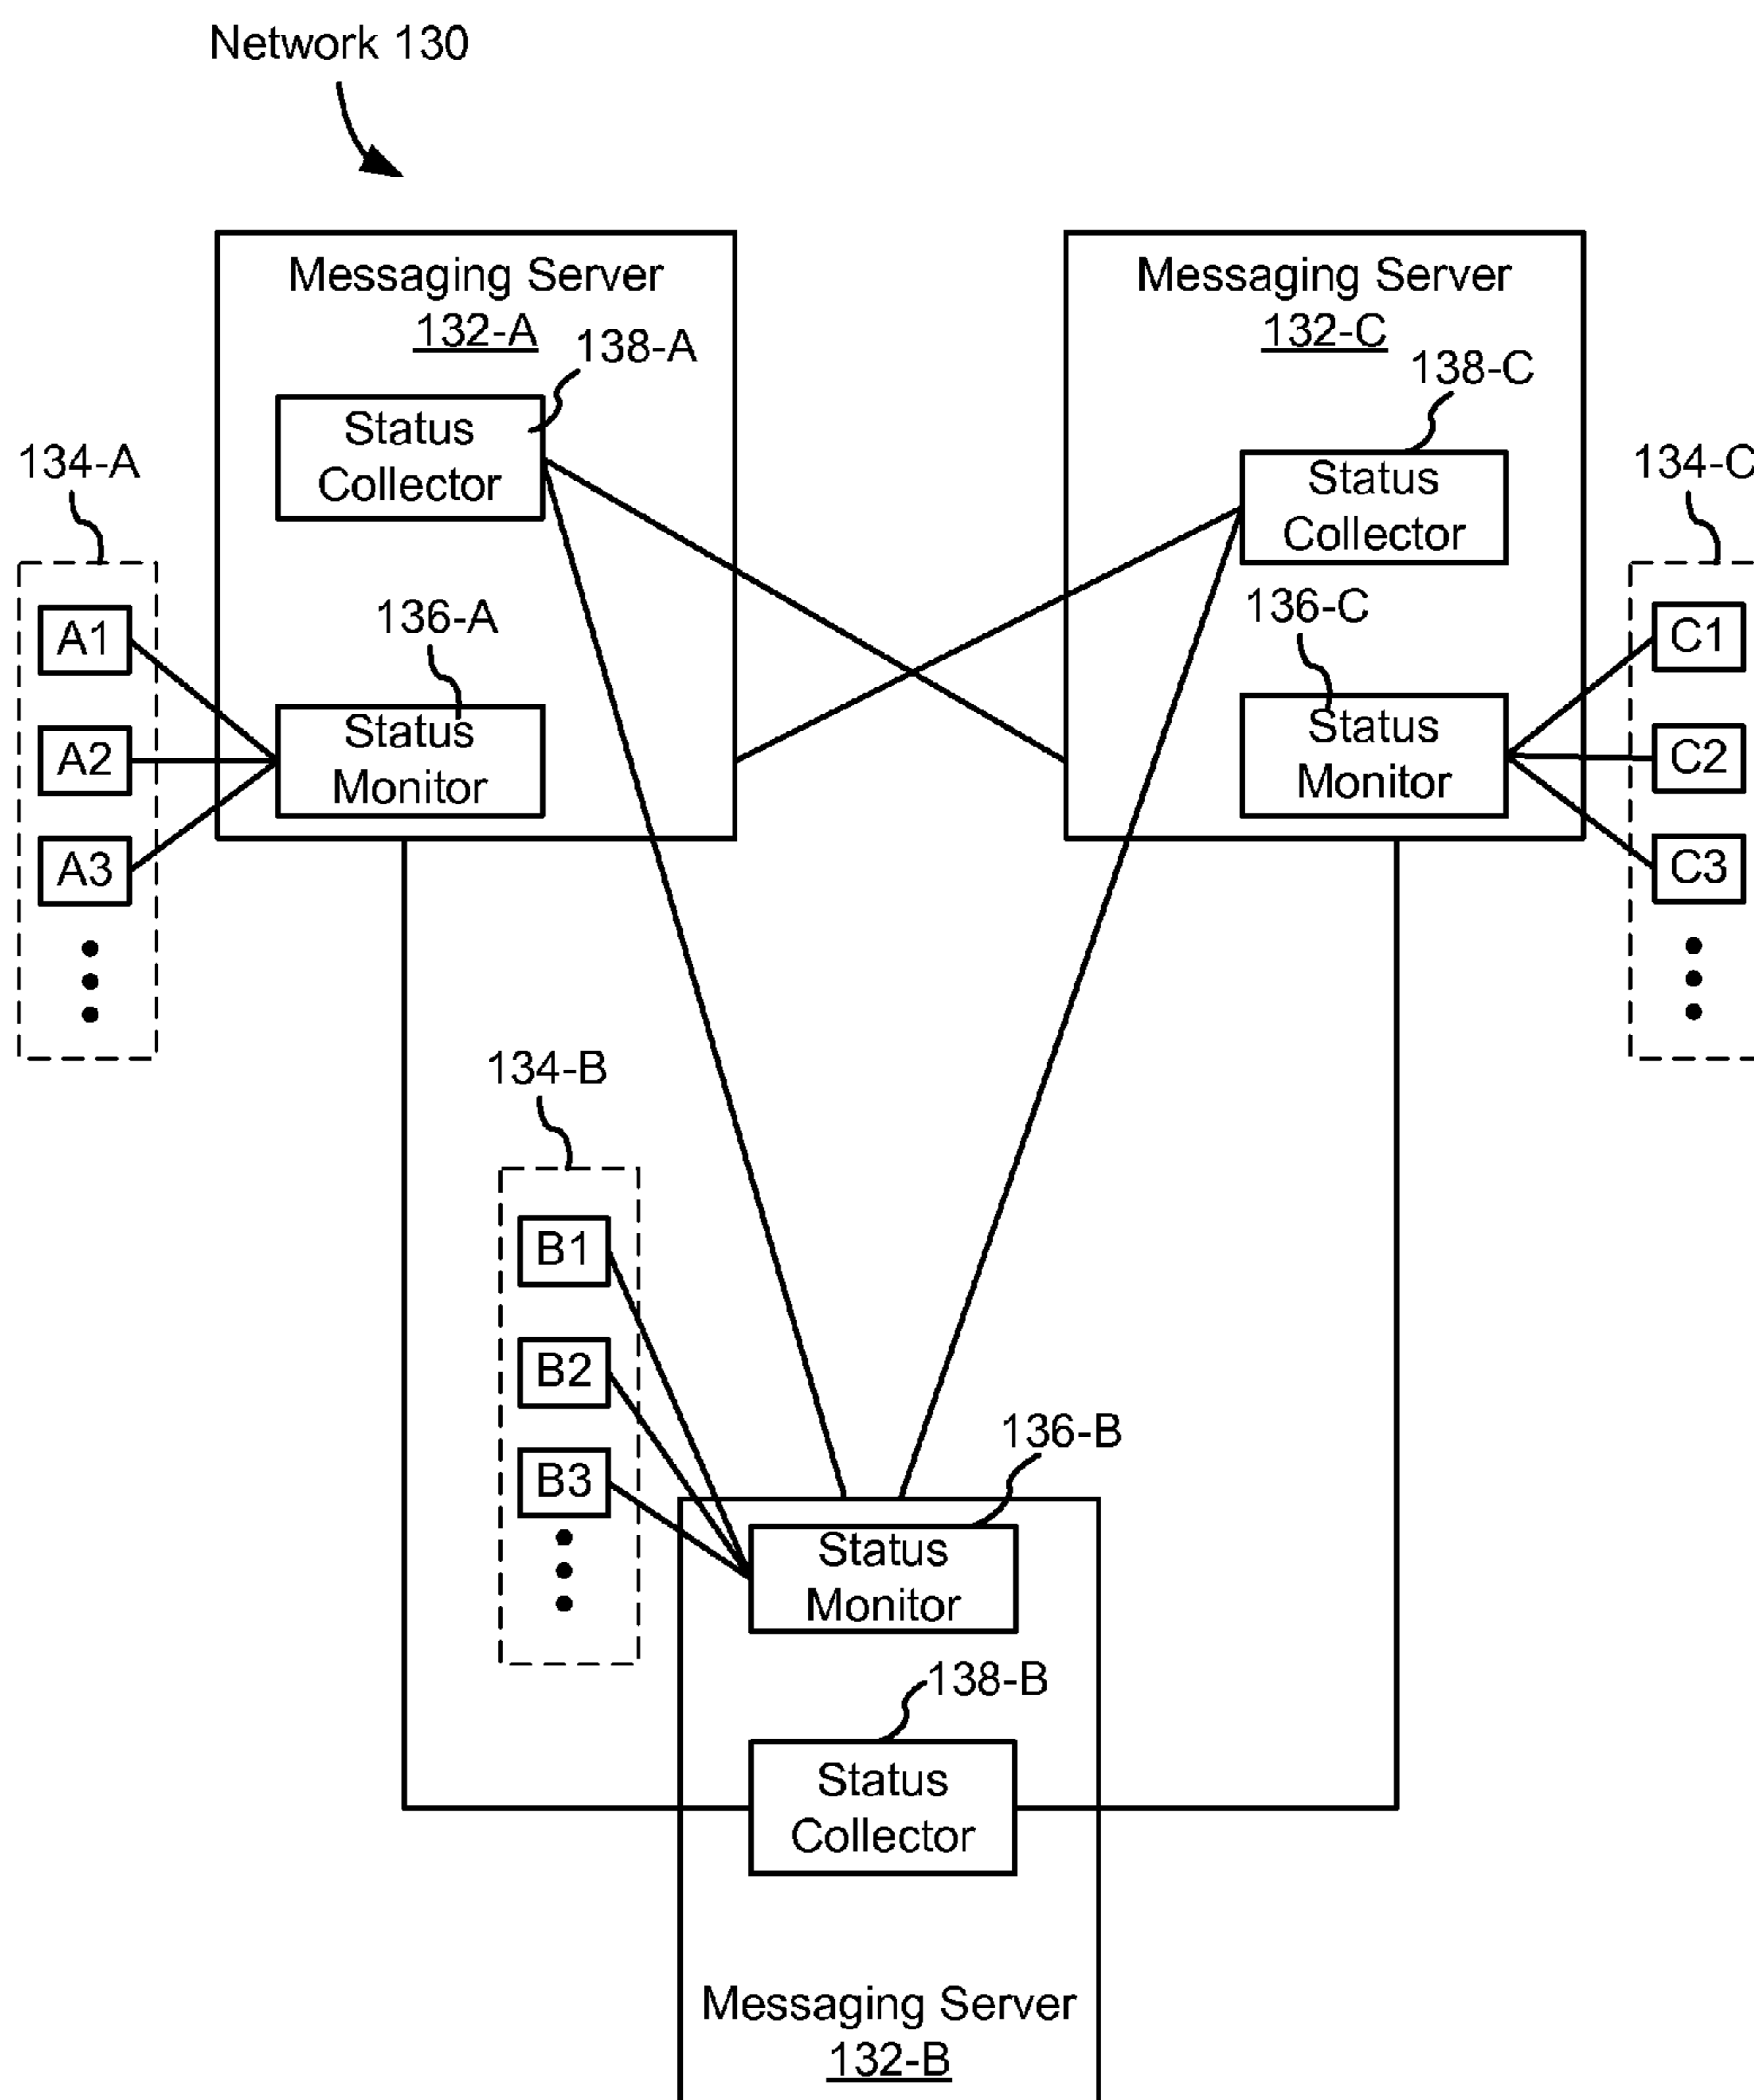 Network 130
Messaging Server
132-A
138-A
Status
Collector
136-A
Status
Monitor
134-A
A1
A2
A3
Messaging Server
132-C
138-C
Status
Collector
136-C
Status
Monitor
134-C
C1
C2
C3
134-B
B1
B2
B3
136-B
Status
Monitor
138-B
Status
Collector
Messaging Server
132-B